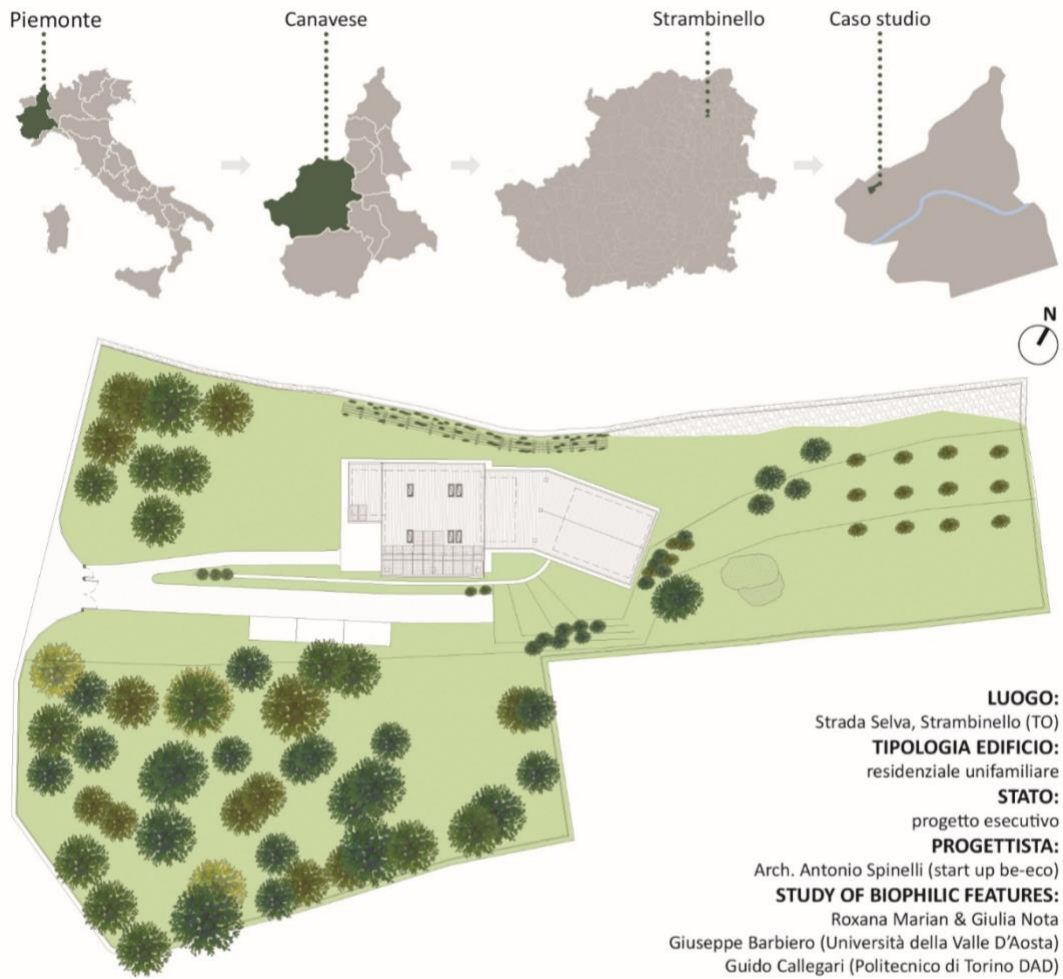 Piemonte
Canavese
Strambinello
Caso studio
N
LUOGO:
Strada Selva, Strambinello (TO)
TIPOLOGIA EDIFICIO:
residenziale unifamiliare
STATO:
progetto esecutivo
PROGETTISTA:
Arch. Antonio Spinelli (start up be-eco)
STUDY OF BIOPHILIC FEATURES:
Roxana Marian & Giulia Nota
Giuseppe Barbiero (Università della Valle D'Aosta)
Guido Callegari (Politecnico di Torino DAD)